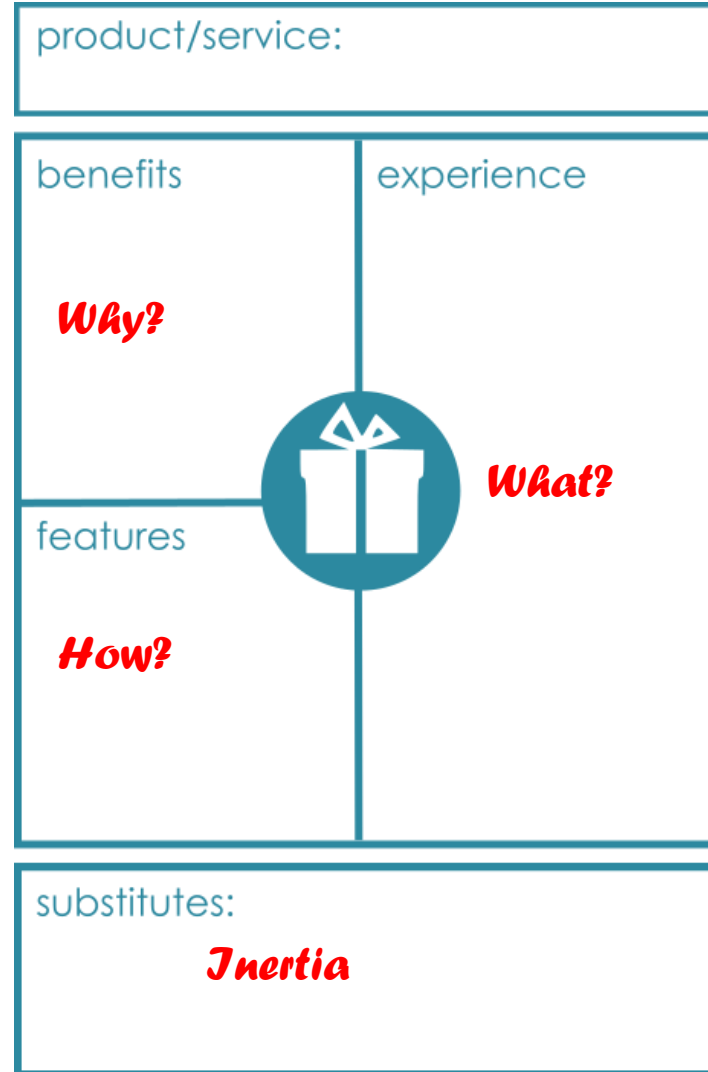 product/service:
benefits
Why?
experience
What?
features
How?
substitutes:
Inertia